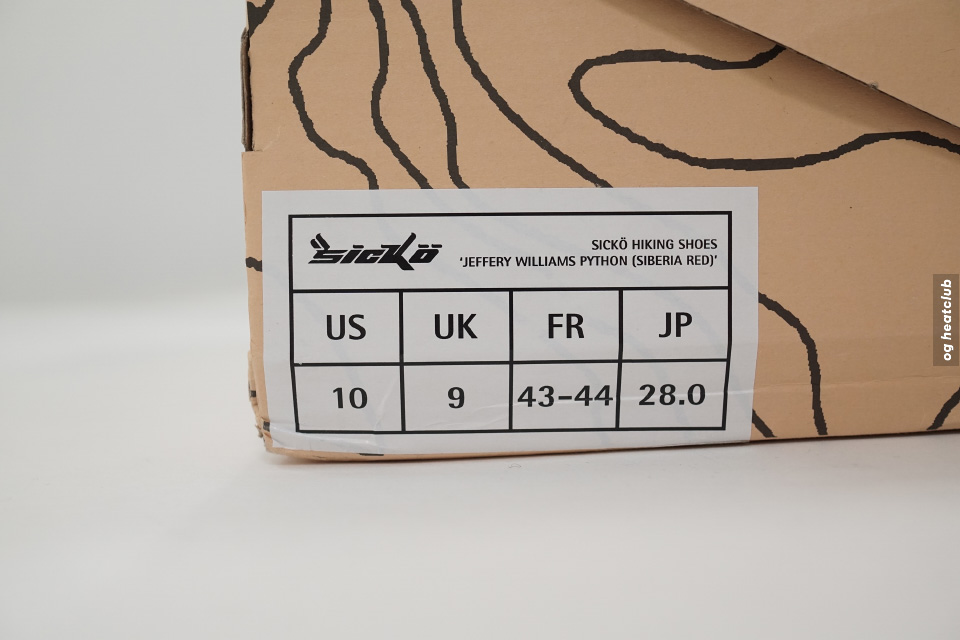 Sickö
SICKÖ HIKING SHOES
'JEFFERY WILLIAMS PYTHON (SIBERIA RED)'
US UK FR JP
10 9 43-44 28.0
og heatclub